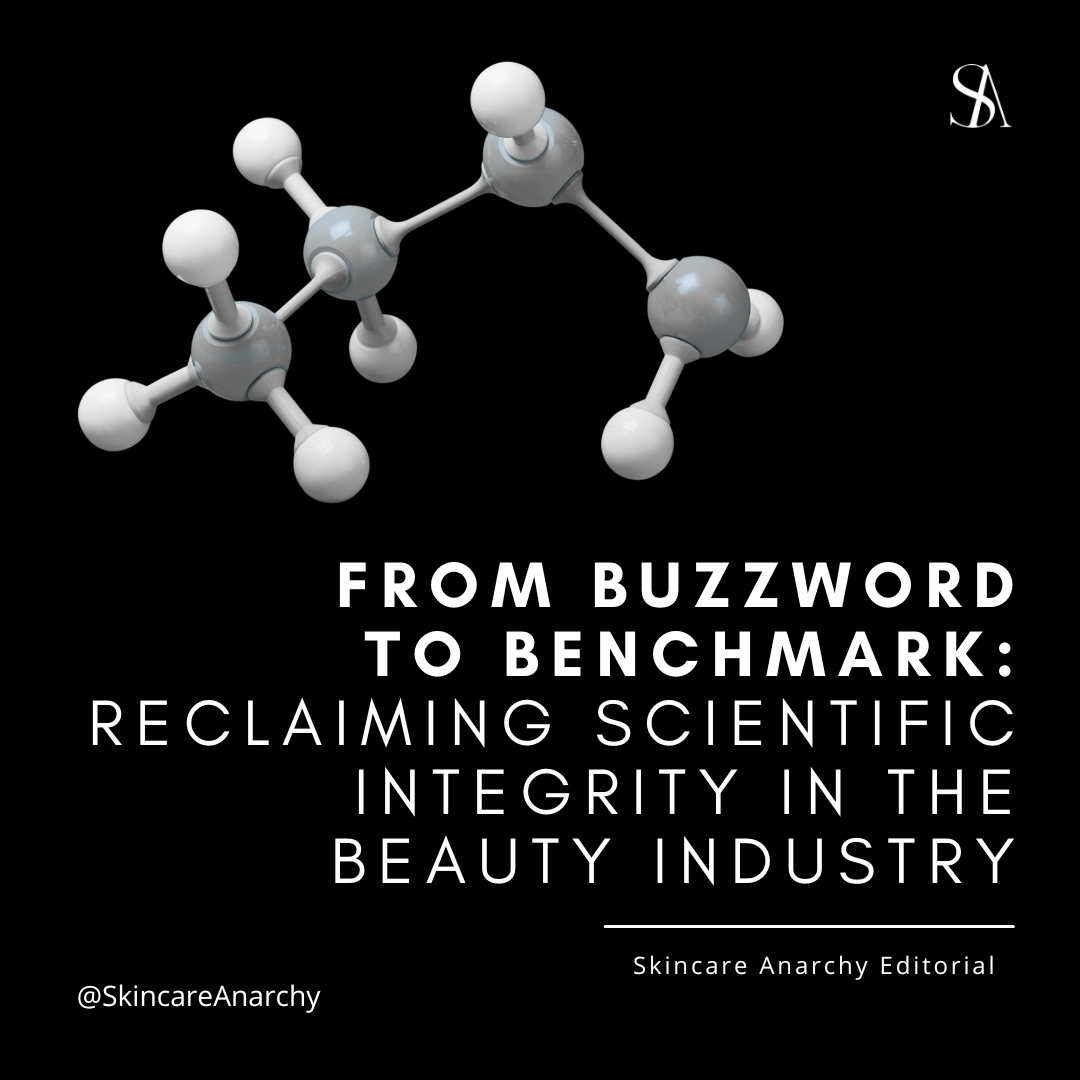 SA
FROM BUZZWORD
TO BENCHMARK:
RECLAIMING SCIENTIFIC
INTEGRITY IN THE
BEAUTY INDUSTRY
Skincare Anarchy Editorial
@SkincareAnarchy